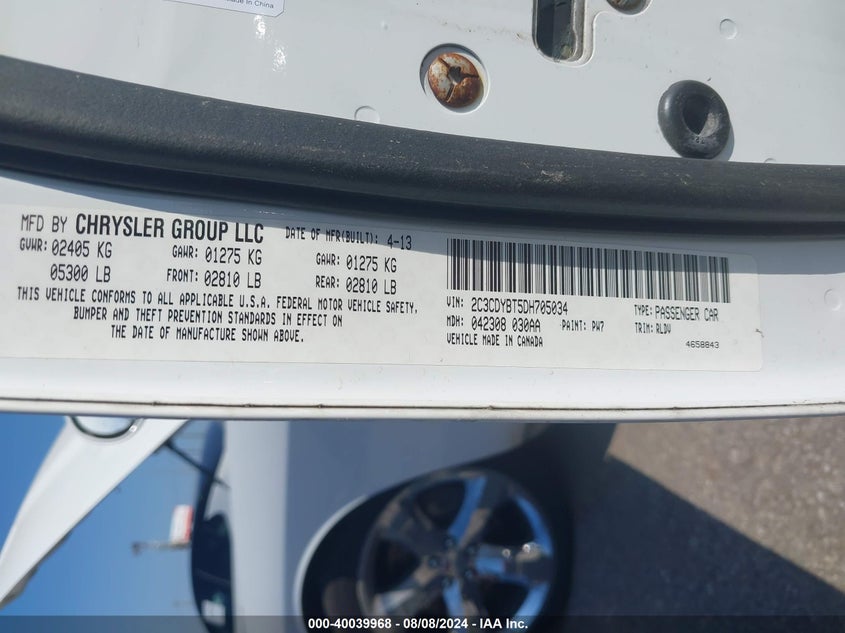 Made in China
MFD BY CHRYSLER GROUP LLC DATE OF MFR(BUILT): 4-13
GVWR: 02405 KG GAWR: 01275 KG GAWR: 01275 KG
05300 LB FRONT: 02810 LB REAR: 02810 LB
THIS VEHICLE CONFORMS TO ALL APPLICABLE U.S.A. FEDERAL MOTOR VEHICLE SAFETY,
BUMPER AND THEFT PREVENTION STANDARDS IN EFFECT ON
THE DATE OF MANUFACTURE SHOWN ABOVE.
VIN: 2C3CDYBT5DH705034 TYPE: PASSENGER CAR
MDH: 042308 030AA PAINT: PW7 TRIM: RLDV
VEHICLE MADE IN CANADA 4658843
000-40039968 - 08/08/2024 - IAA Inc.